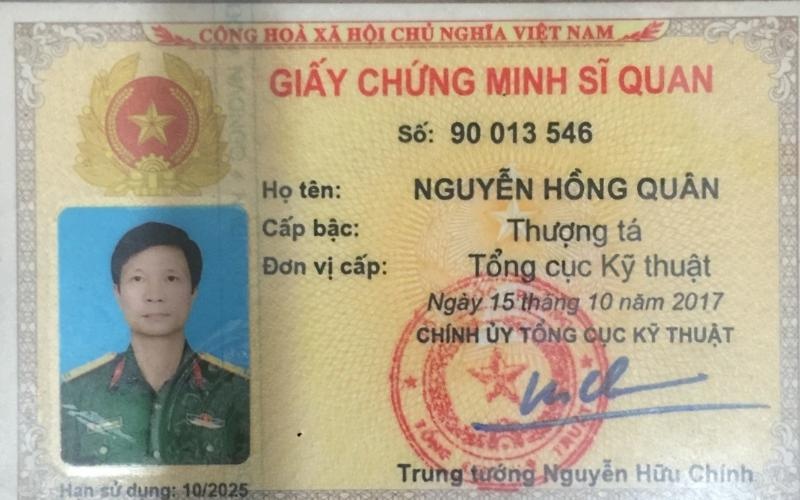 CỘNG HOÀ XÃ HỘI CHỦ NGHĨA VIỆT NAM
GIẤY CHỨNG MINH SĨ QUAN
Số: 90 013 546
Họ tên: NGUYỄN HỒNG QUÂN
Cấp bậc: Thượng tá
Đơn vị cấp: Tổng cục Kỹ thuật
Ngày 15 tháng 10 năm 2017
CHÍNH ỦY TỔNG CỤC KỸ THUẬT
Trung tướng Nguyễn Hữu Chính
Hạn sử dụng: 10/2025